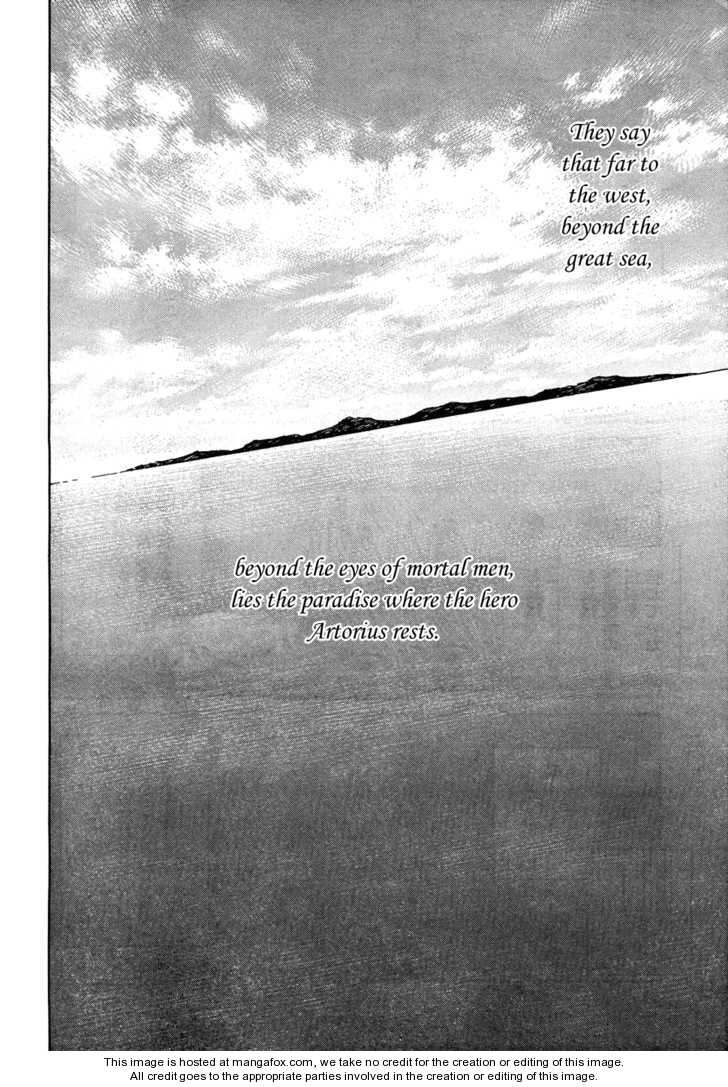 They say
that far to
the west,
beyond the
great sea,
beyond the eyes of mortal men,
lies the paradise where the hero
Artorius rests.
This image is hosted at mangafox.com, we take no credit for the creation or editing of this image.
All credit goes to the appropriate parties involved in the creation or editing of this image.